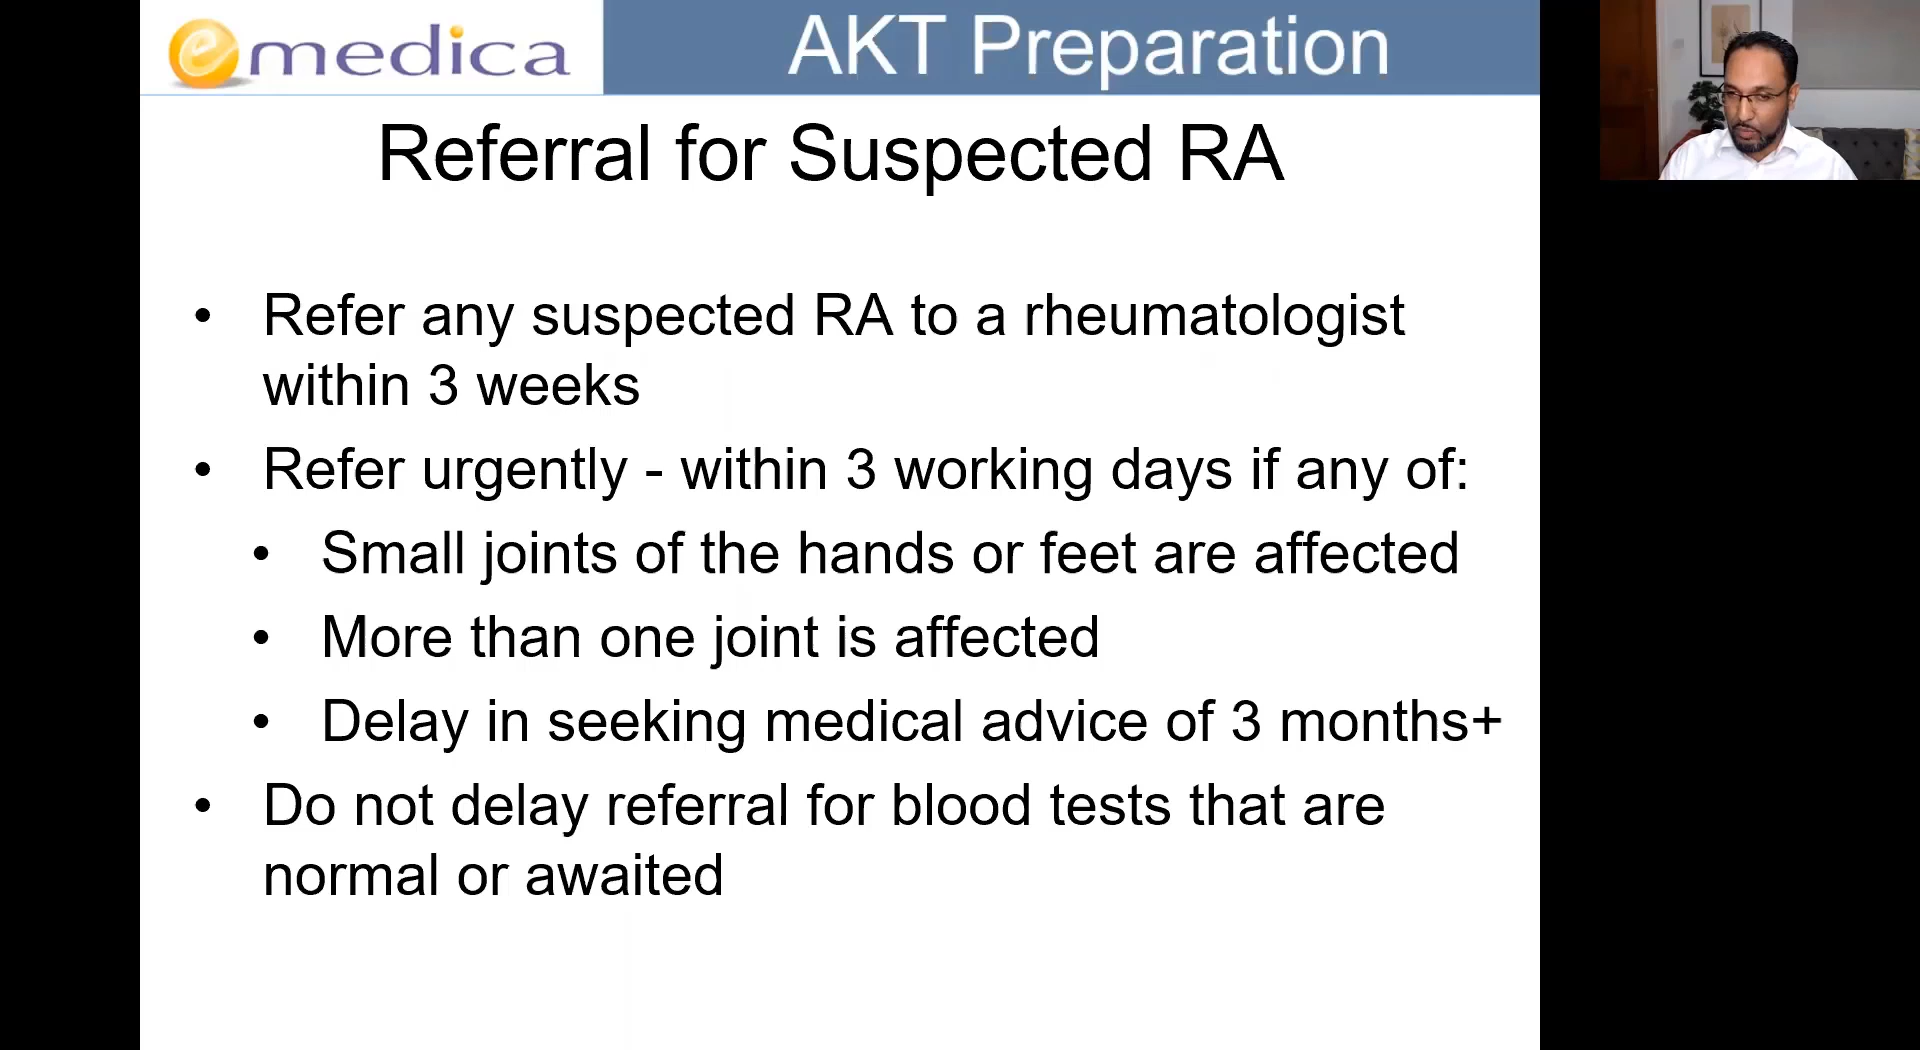 emedica
AKT Preparation
Referral for Suspected RA
• Refer any suspected RA to a rheumatologist
within 3 weeks
• Refer urgently - within 3 working days if any of:
• Small joints of the hands or feet are affected
• More than one joint is affected
• Delay in seeking medical advice of 3 months+
• Do not delay referral for blood tests that are
normal or awaited